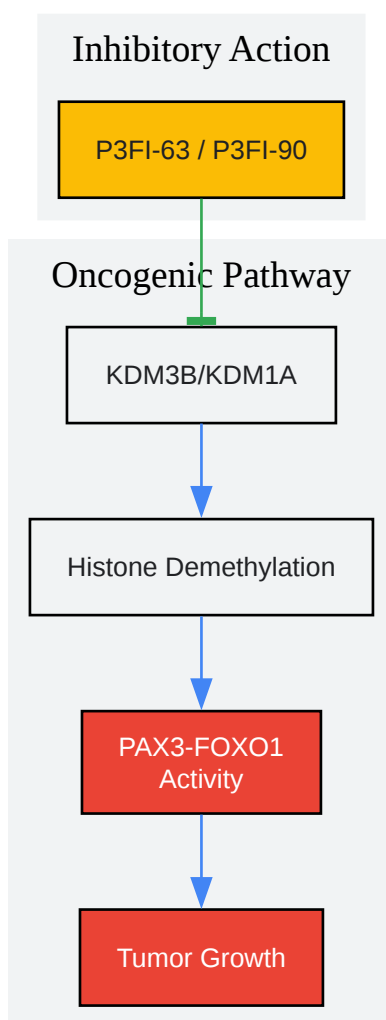 Inhibitory Action
P3FI-63 / P3FI-90
Oncogenic Pathway
KDM3B/KDM1A
Histone Demethylation
PAX3-FOXO1
Activity
Tumor Growth